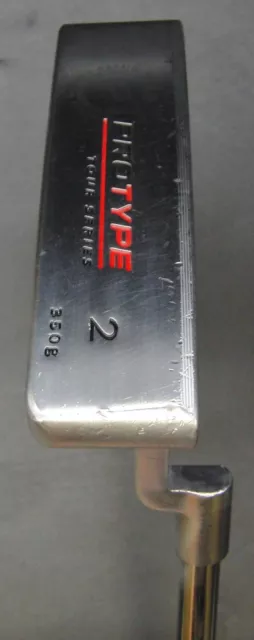 PROTYPE
TOUR SERIES
2
350B